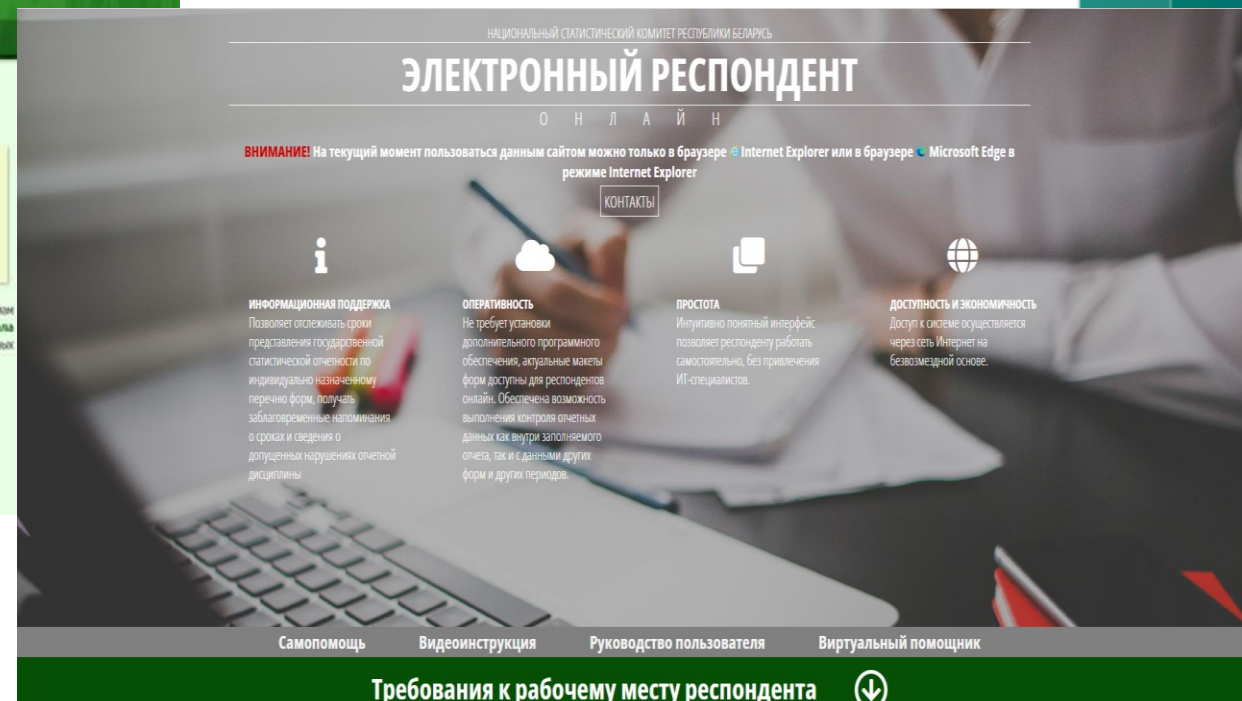 НАЦИОНАЛЬНЫЙ СТАТИСТИЧЕСКИЙ КОМИТЕТ РЕСПУБЛИКИ БЕЛАРУСЬ
ЭЛЕКТРОННЫЙ РЕСПОНДЕНТ
ОНЛАЙН
ВНИМАНИЕ! На текущий момент пользоваться данным сайтом можно только в браузере Internet Explorer или в браузере Microsoft Edge в
режиме Internet Explorer
КОНТАКТЫ
ИНФОРМАЦИОННАЯ ПОДДЕРЖКА
Позволяет отслеживать сроки
представления государственной
статистической отчетности по
индивидуально назначенному
перечню форм, получать
заблаговременные напоминания
о сроках и сведения о
допущенных нарушениях отчетной
дисциплины
ОПЕРАТИВНОСТЬ
Не требует установки
дополнительного программного
обеспечения, актуальные макеты
форм доступны для респондентов
онлайн. Обеспечена возможность
выполнения контроля отчетных
данных как внутри заполняемого
отчета, так и с данными других
форм и других периодов.
ПРОСТОТА
Интуитивно понятный интерфейс
позволяет респонденту работать
самостоятельно, без привлечения
ИТ-специалистов.
ДОСТУПНОСТЬ И ЭКОНОМИЧНОСТЬ
Доступ к системе осуществляется
через сеть Интернет на
безвозмездной основе.
Самопомощь
Видеоинструкция
Руководство пользователя
Виртуальный помощник
Требования к рабочему месту респондента